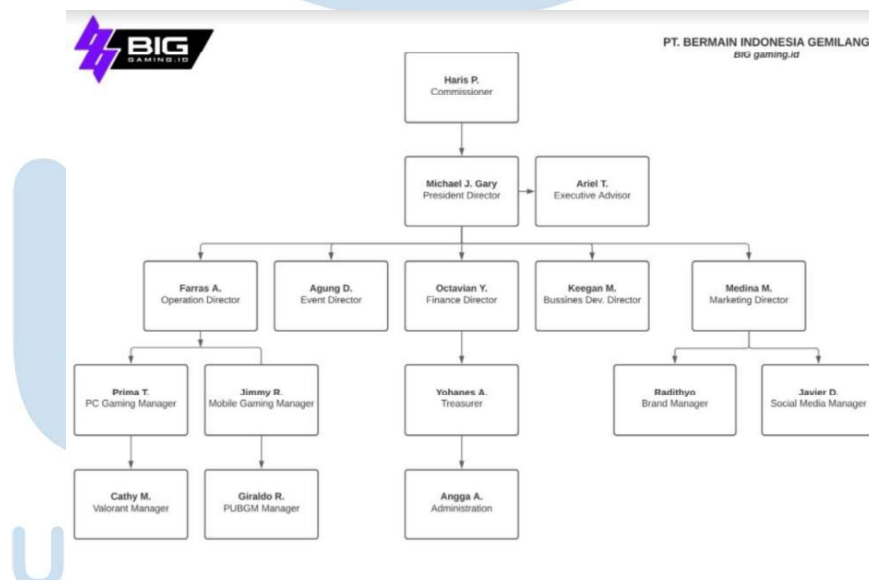 BIG
GAMING.ID
PT. BERMAIN INDONESIA GEMILANG
BIG gaming.id
Haris P.
Commissioner
Michael J. Gary
President Director
Ariel T.
Executive Advisor
Farras A.
Operation Director
Agung D.
Event Director
Octavian Y.
Finance Director
Keegan M.
Bussines Dev. Director
Medina M.
Marketing Director
Prima T.
PC Gaming Manager
Jimmy R.
Mobile Gaming Manager
Yohanes A.
Treasurer
Radithyo
Brand Manager
Javier D.
Social Media Manager
Cathy M.
Valorant Manager
Giraldo R.
PUBGM Manager
Angga A.
Administration